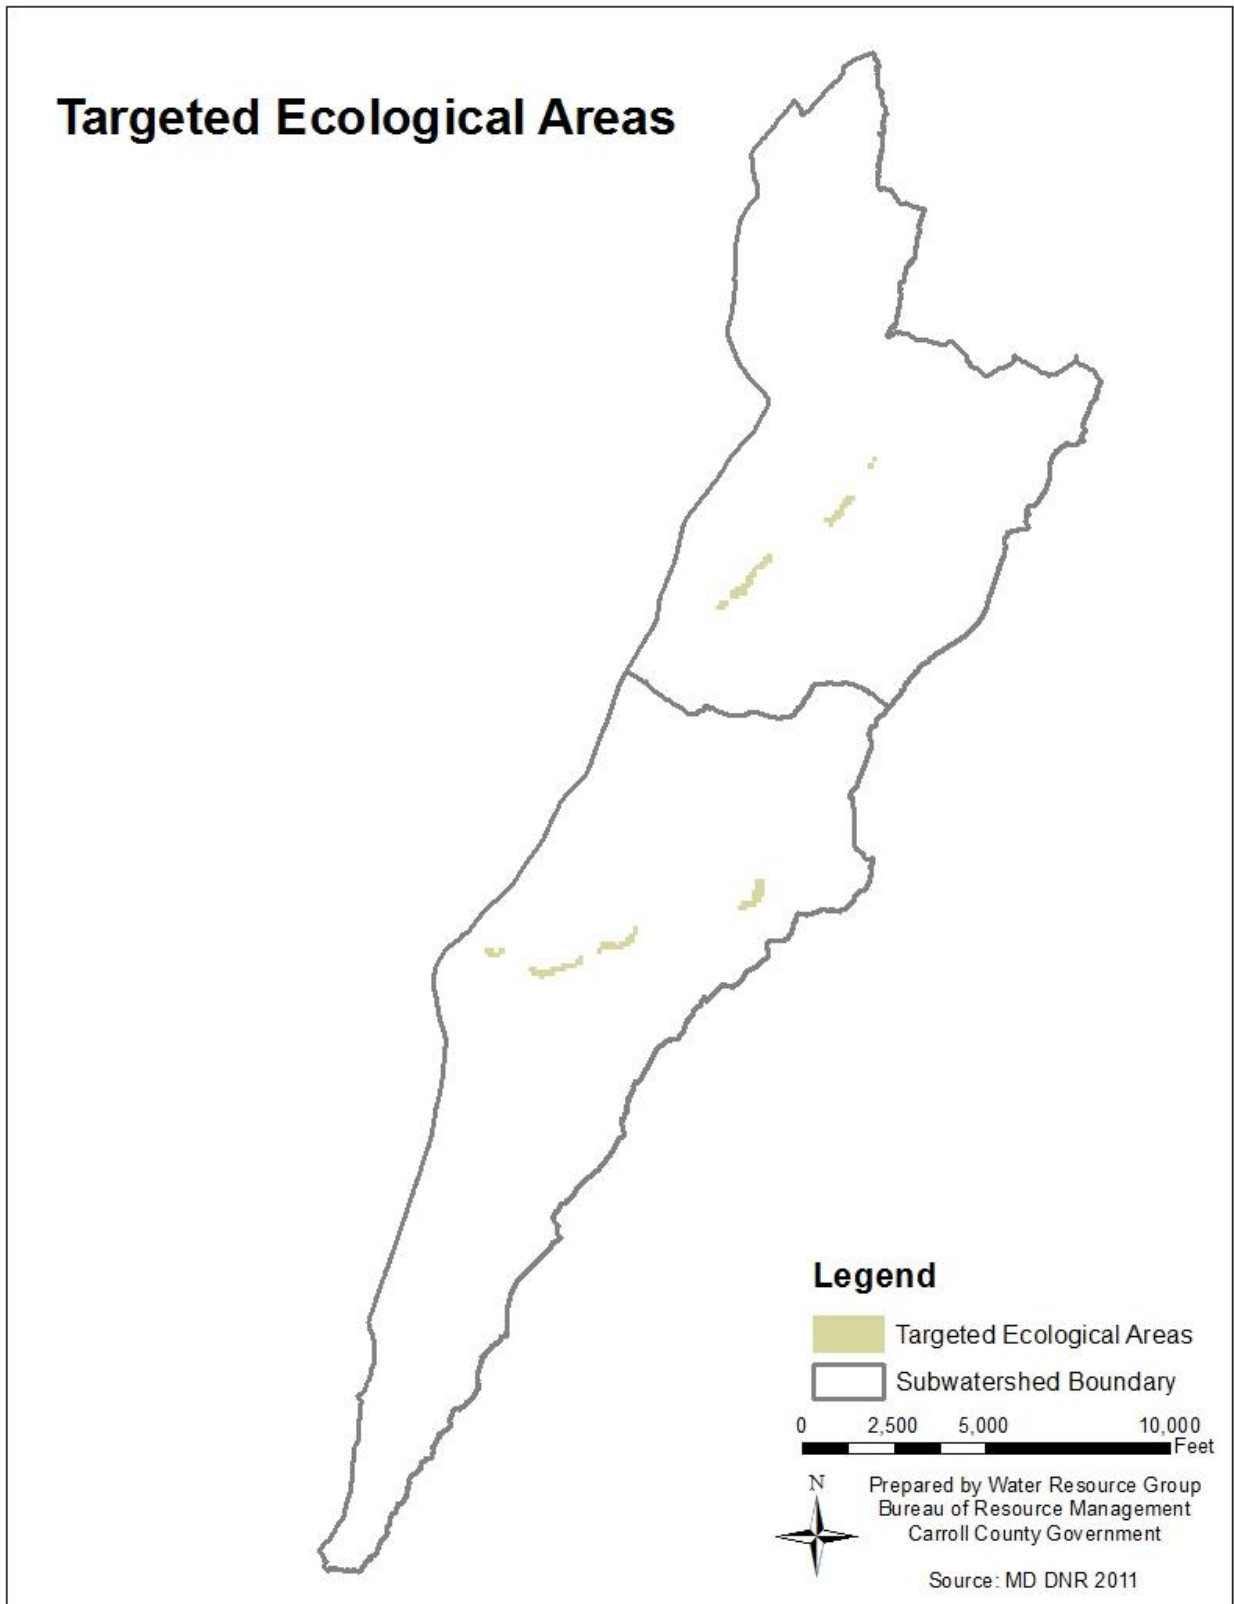 Targeted Ecological Areas
Legend
Targeted Ecological Areas
Subwatershed Boundary
0 2,500 5,000 10,000
Feet
N
Prepared by Water Resource Group
Bureau of Resource Management
Carroll County Government
Source: MD DNR 2011